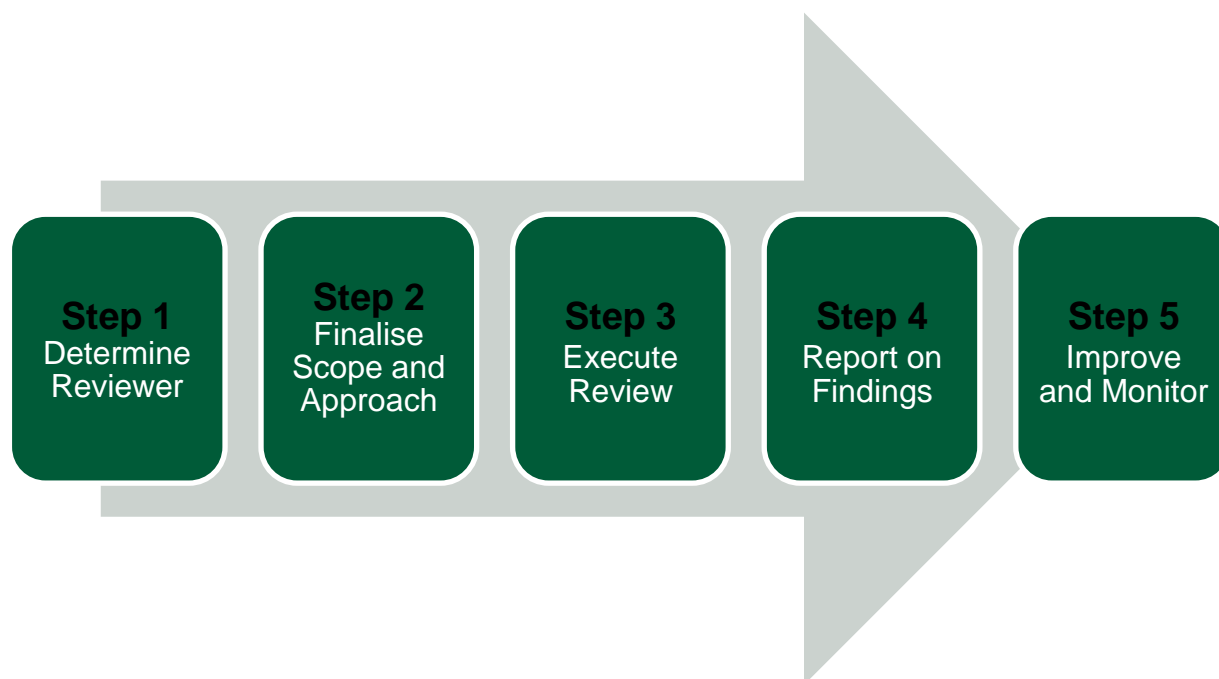 Step 1
Determine
Reviewer
Step 2
Finalise
Scope and
Approach
Step 3
Execute
Review
Step 4
Report on
Findings
Step 5
Improve
and Monitor